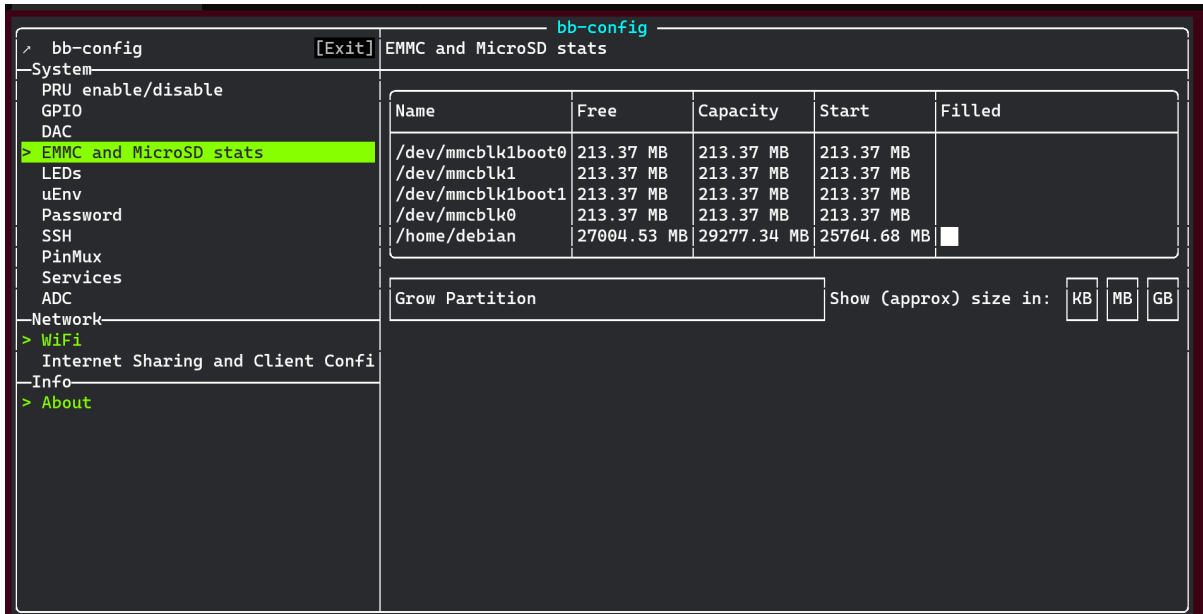 bb-config
↗ bb-config [Exit]
System
PRU enable/disable
GPIO
DAC
> EMMC and MicroSD stats
LEDs
uEnv
Password
SSH
PinMux
Services
ADC
Network
> WiFi
Internet Sharing and Client Confi
Info
> About
EMMC and MicroSD stats
Name Free Capacity Start Filled
/dev/mmcblk1boot0 213.37 MB 213.37 MB 213.37 MB
/dev/mmcblk1 213.37 MB 213.37 MB 213.37 MB
/dev/mmcblk1boot1 213.37 MB 213.37 MB 213.37 MB
/dev/mmcblk0 213.37 MB 213.37 MB 213.37 MB
/home/debian 27004.53 MB 29277.34 MB 25764.68 MB
Grow Partition Show (approx) size in: KB MB GB